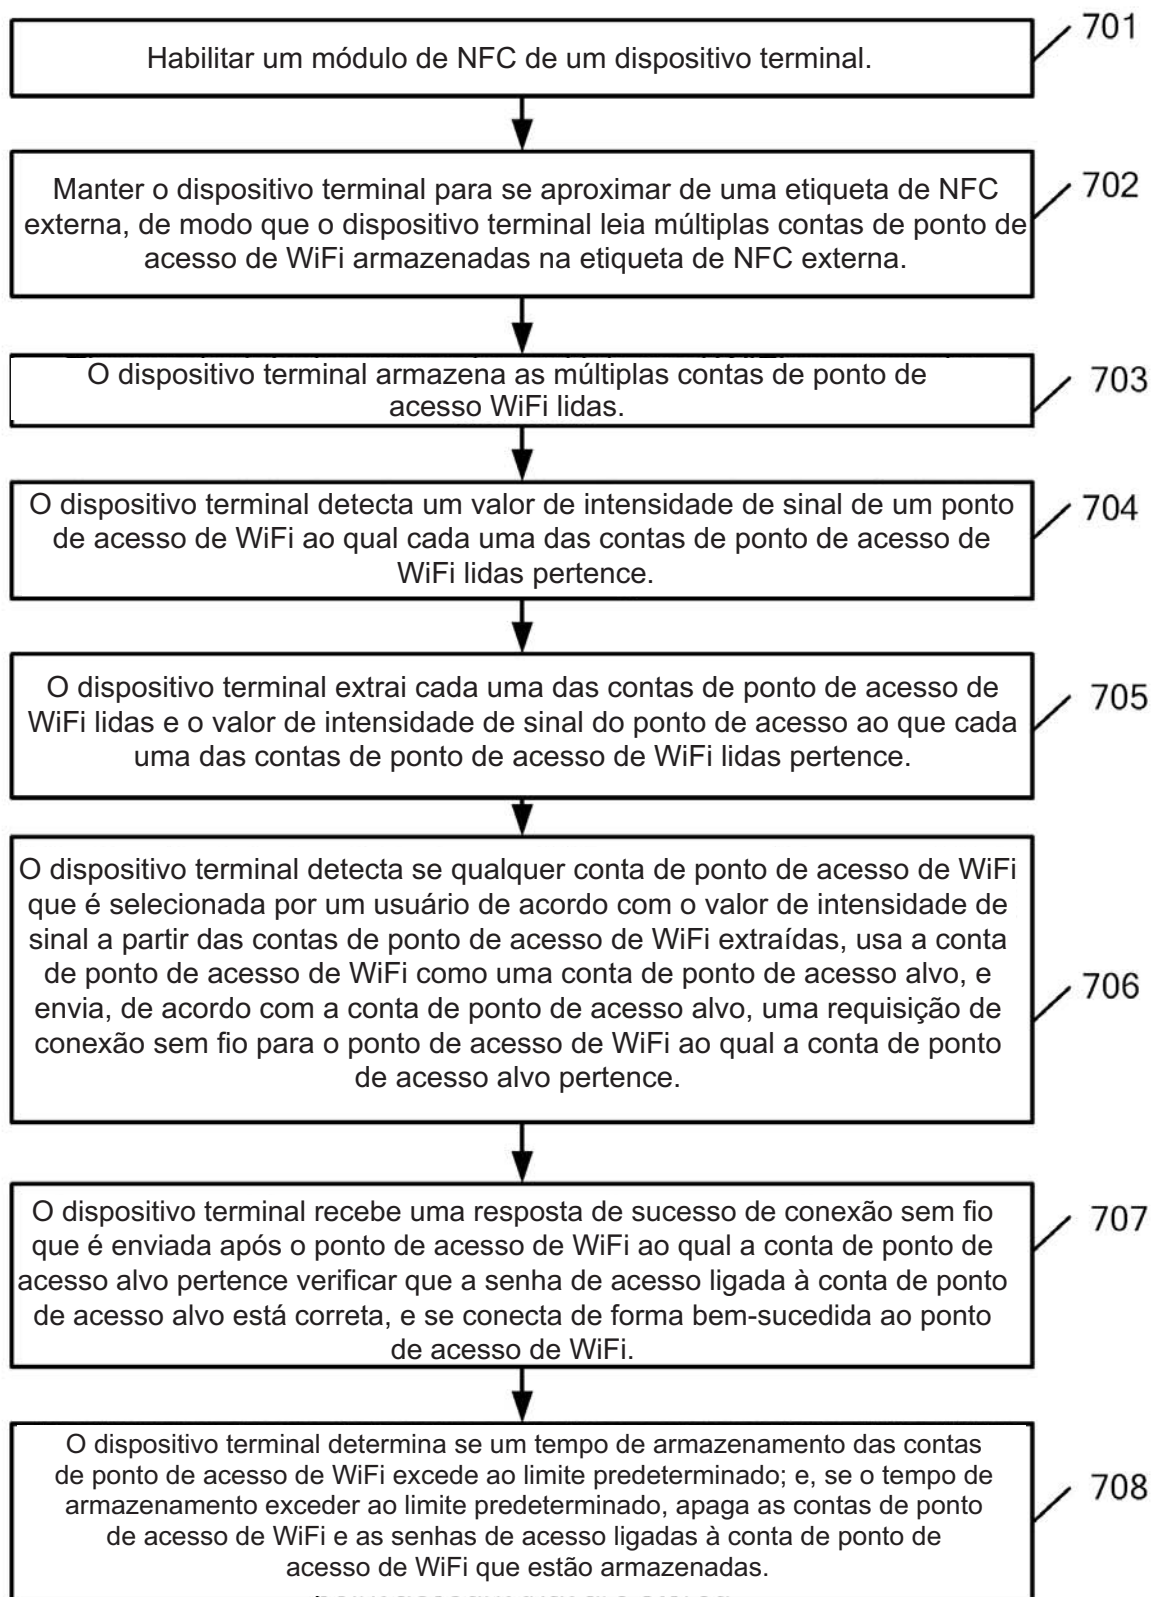 701
Habilitar um módulo de NFC de um dispositivo terminal.
Manter o dispositivo terminal para se aproximar de uma etiqueta de NFC
702
externa, de modo que o dispositivo terminal leia múltiplas contas de ponto de
acesso de WiFi armazenadas na etiqueta de NFC externa.
O dispositivo terminal armazena as múltiplas contas de ponto de
703
acesso WiFi lidas.
O dispositivo terminal detecta um valor de intensidade de sinal de um ponto
704
de acesso de WiFi ao qual cada uma das contas de ponto de acesso de
WiFi lidas pertence.
O dispositivo terminal extrai cada uma das contas de ponto de acesso de
705
WiFi lidas e o valor de intensidade de sinal do ponto de acesso ao que cada
uma das contas de ponto de acesso de WiFi lidas pertence.
O dispositivo terminal detecta se qualquer conta de ponto de acesso de WiFi
que é selecionada por um usuário de acordo com o valor de intensidade de
sinal a partir das contas de ponto de acesso de WiFi extraídas, usa a conta
de ponto de acesso de WiFi como uma conta de ponto de acesso alvo, e
706
envia, de acordo com a conta de ponto de acesso alvo, uma requisição de
conexão sem fio para o ponto de acesso de WiFi ao qual a conta de ponto
de acesso alvo pertence.
O dispositivo terminal recebe uma resposta de sucesso de conexão sem fio
707
que é enviada após o ponto de acesso de WiFi ao qual a conta de ponto de
acesso alvo pertence verificar que a senha de acesso ligada à conta de ponto
de acesso alvo está correta, e se conecta de forma bem-sucedida ao ponto
de acesso de WiFi.
O dispositivo terminal determina se um tempo de armazenamento das contas
de ponto de acesso de WiFi excede ao limite predeterminado; e, se o tempo de
708
armazenamento exceder ao limite predeterminado, apaga as contas de ponto
de acesso de WiFi e as senhas de acesso ligadas à conta de ponto de
acesso de WiFi que estão armazenadas.